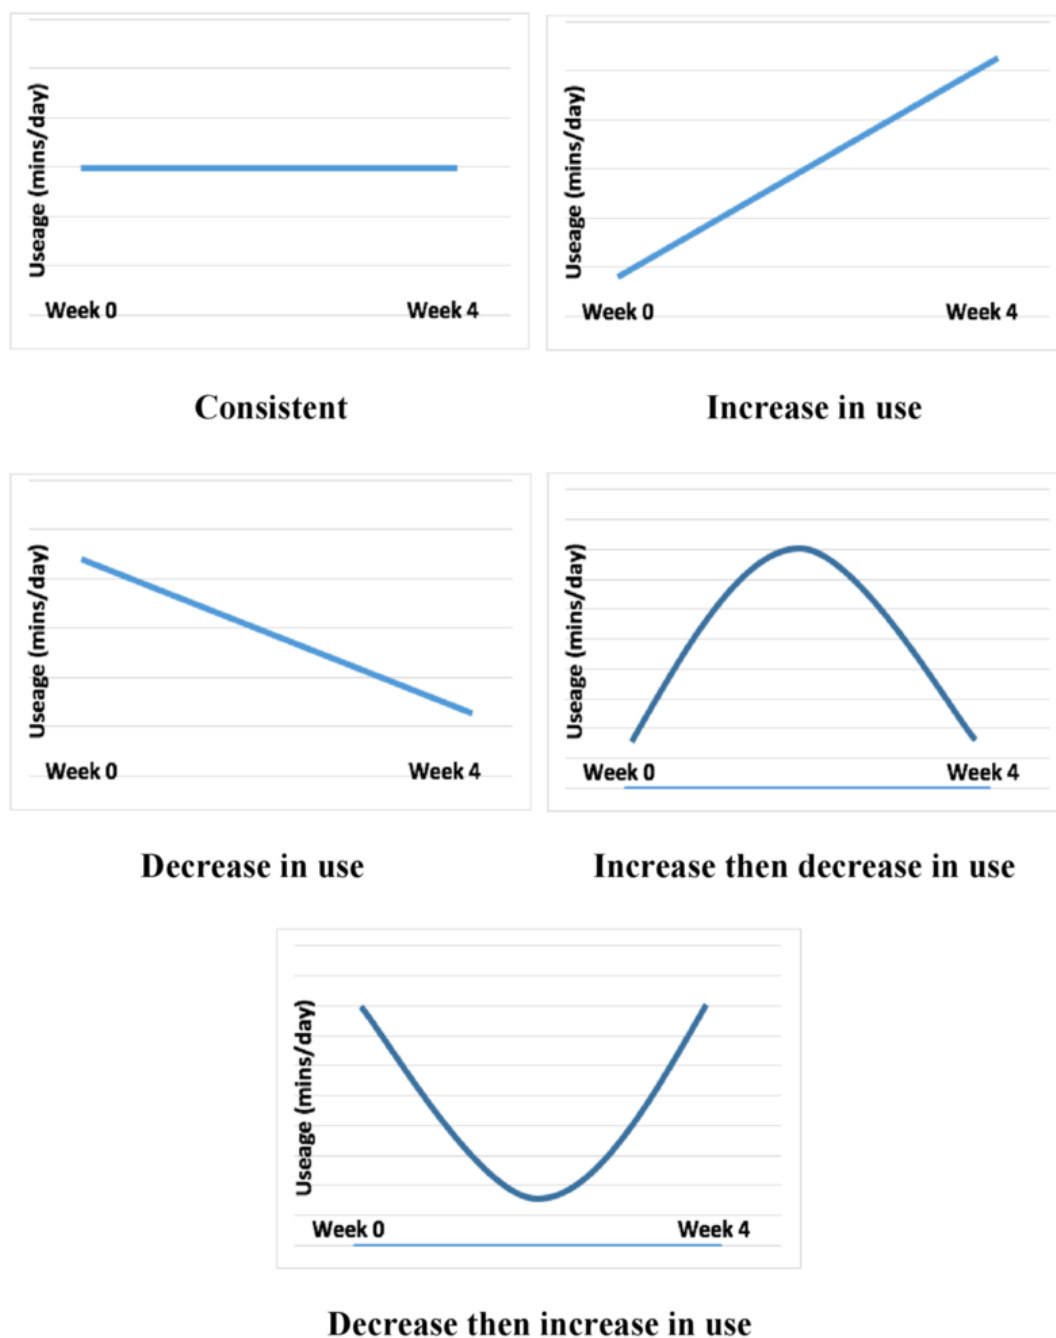 Useage (mins/day)
Week 0
Week 4
Consistent
Useage (mins/day)
Week 0
Week 4
Increase in use
Useage (mins/day)
Week 0
Week 4
Decrease in use
Useage (mins/day)
Week 0
Week 4
Increase then decrease in use
Useage (mins/day)
Week 0
Week 4
Decrease then increase in use